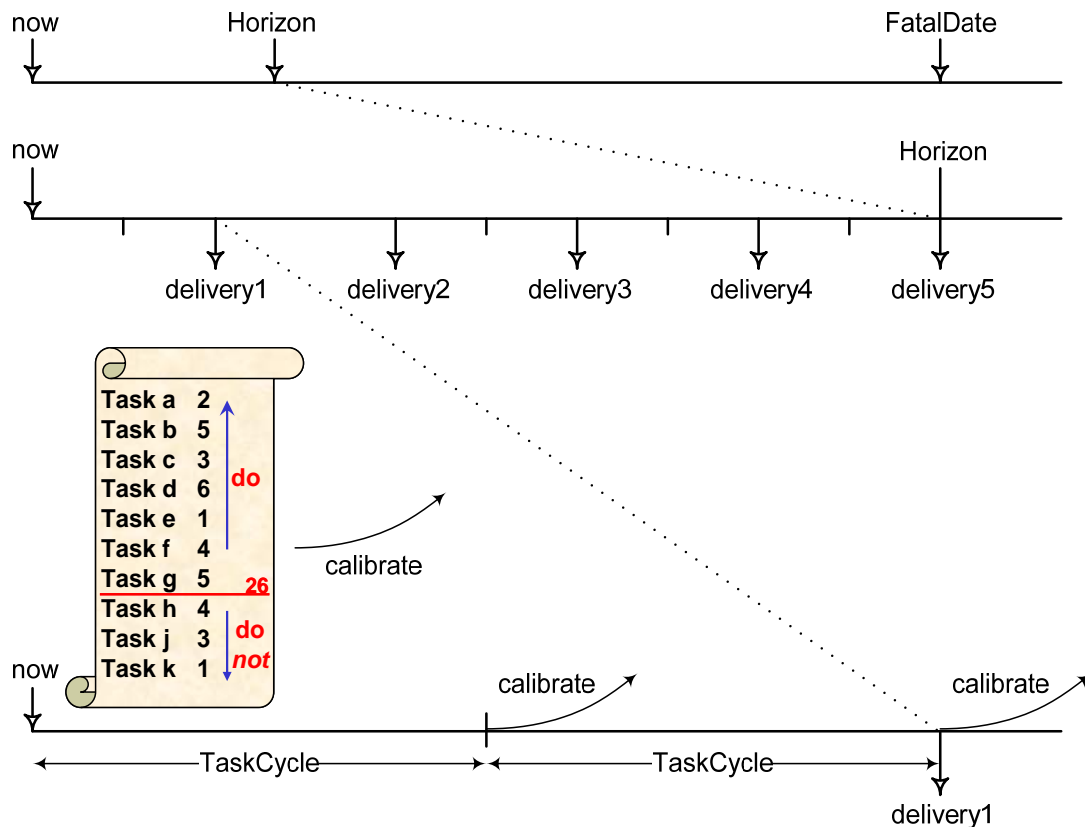 now Horizon FatalDate
now Horizon
delivery1 delivery2 delivery3 delivery4 delivery5
Task a 2
Task b 5
Task c 3
do
Task d 6
Task e 1
Task f 4
calibrate
Task g 5 26
Task h 4
do
Task j 3
not
Task k 1
now
calibrate calibrate
TaskCycle TaskCycle
delivery1